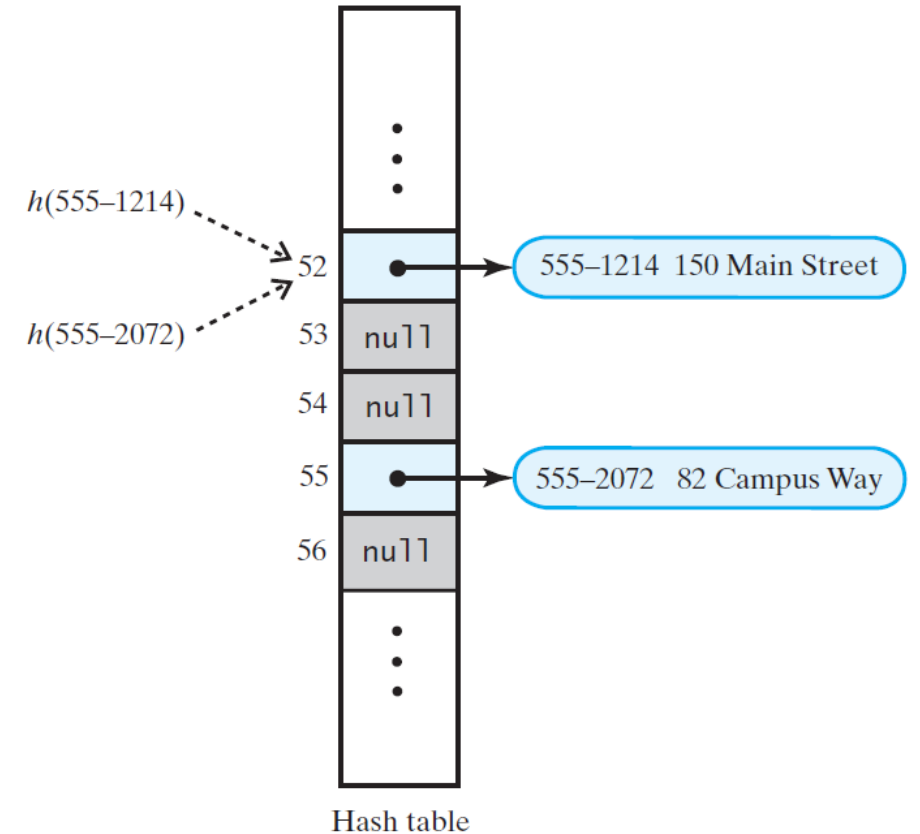 h(555–1214)
52
555–1214 150 Main Street
h(555–2072)
53
null
54
null
55
555–2072 82 Campus Way
56
null
Hash table